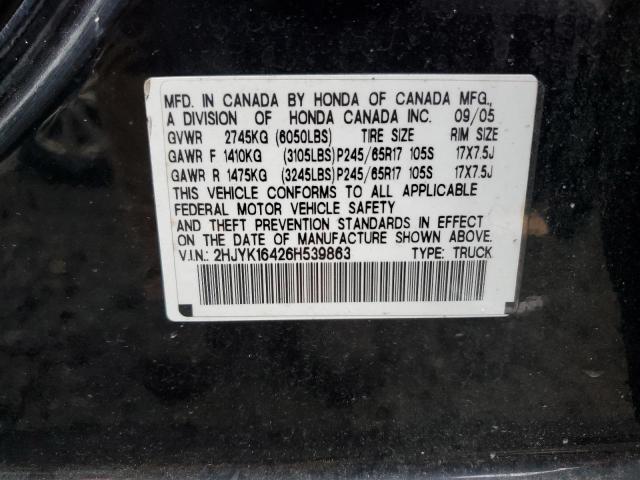 MFD. IN CANADA BY HONDA OF CANADA MFG.,
A DIVISION OF HONDA CANADA INC. 09/05
GVWR 2745KG (6050LBS) TIRE SIZE RIM SIZE
GAWR F 1410KG (3105LBS) P245/65R17 105S 17X7.5J
GAWR R 1475KG (3245LBS) P245/65R17 105S 17X7.5J
THIS VEHICLE CONFORMS TO ALL APPLICABLE
FEDERAL MOTOR VEHICLE SAFETY
AND THEFT PREVENTION STANDARDS IN EFFECT
ON THE DATE OF MANUFACTURE SHOWN ABOVE.
V.I.N.: 2HJYK16426H539863 TYPE: TRUCK